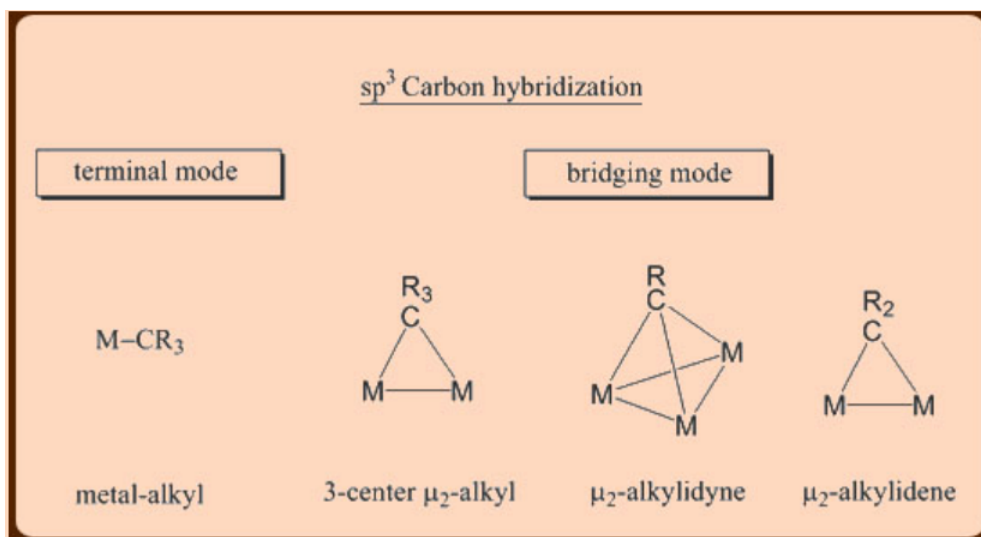 sp³ Carbon hybridization
terminal mode
bridging mode
M–CR₃
R₃
C
M M
R
C
M
M
M
R₂
C
M M
metal-alkyl
3-center μ₂-alkyl
μ₂-alkylidyne
μ₂-alkylidene